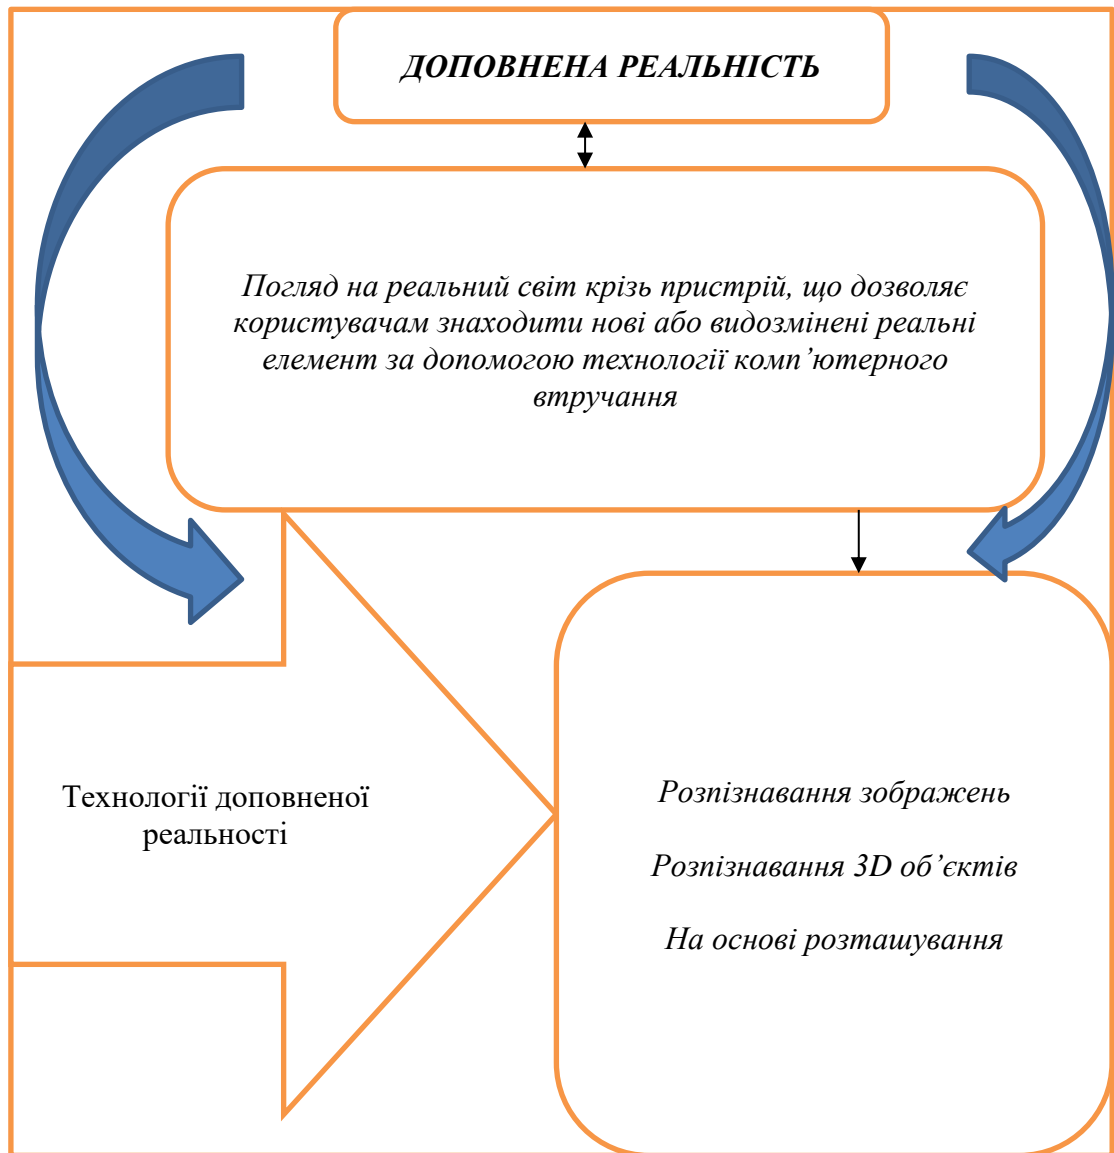 ДОПОВНЕНА РЕАЛЬНІСТЬ
Погляд на реальний світ крізь пристрій, що дозволяє
користувачам знаходити нові або видозмінені реальні
елемент за допомогою технології комп’ютерного
втручання
Технології доповненої
реальності
Розпізнавання зображень
Розпізнавання 3D об’єктів
На основі розташування